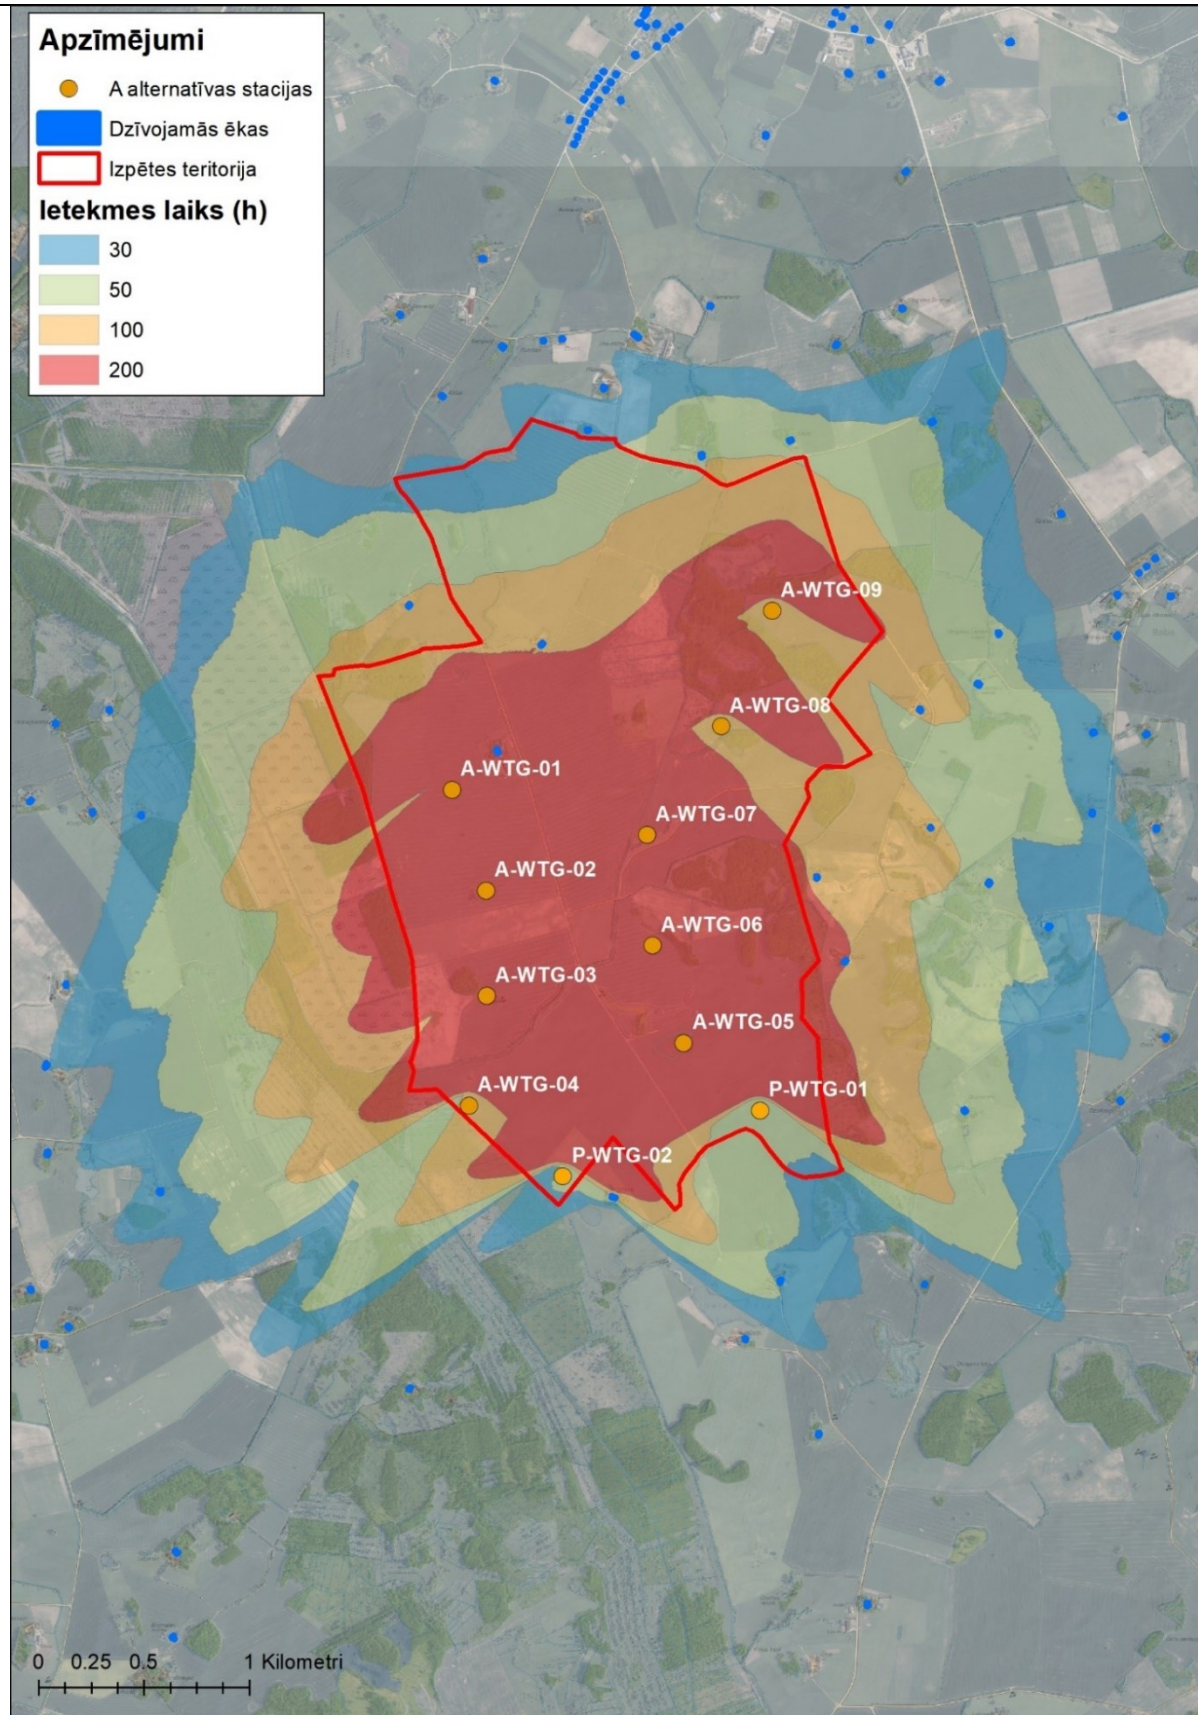 Apzīmējumi
A alternatīvas stacijas
Dzīvojamās ēkas
Izpētes teritorija
Ietekmes laiks (h)
30
50
100
200
A-WTG-09
A-WTG-08
A-WTG-01
A-WTG-07
A-WTG-02
A-WTG-06
A-WTG-03
A-WTG-05
A-WTG-04
P-WTG-01
P-WTG-02
0 0.25 0.5 1 Kilometri